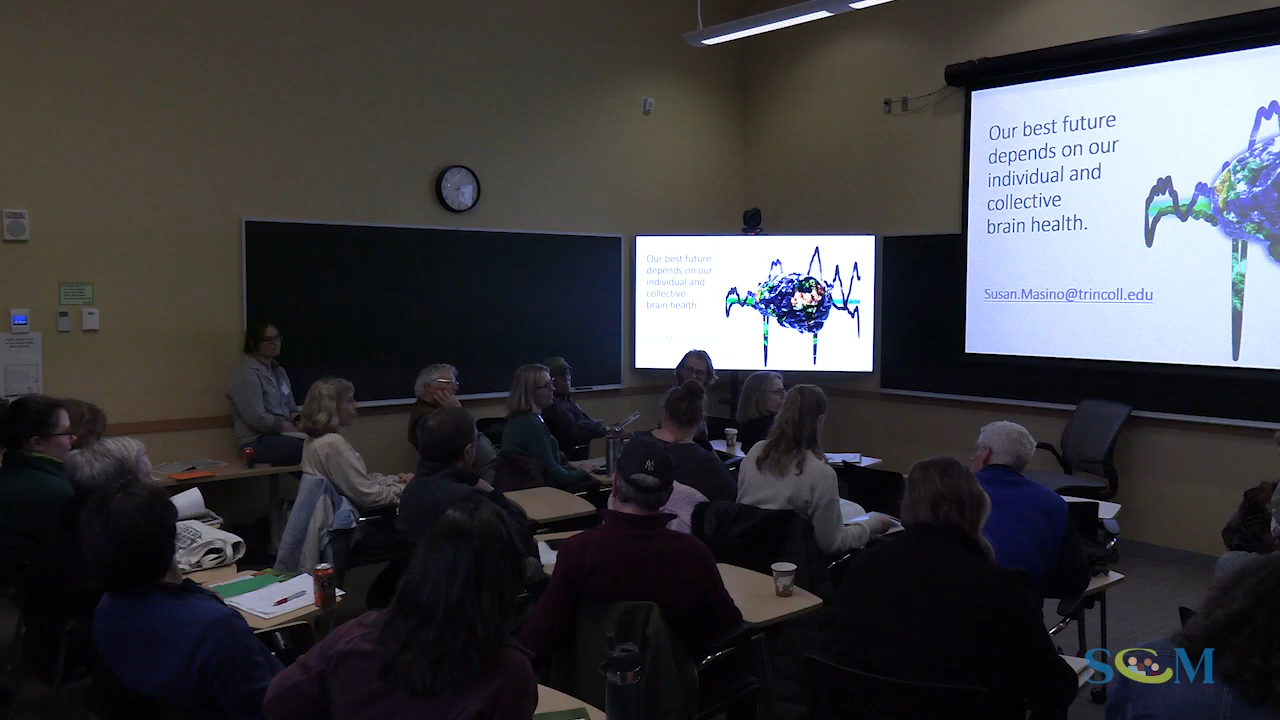 Our best future
depends on our
individual and
collective
brain health.
Susan.Masino@trincoll.edu
Our best future
depends on our
individual and
collective
brain health.
SCM